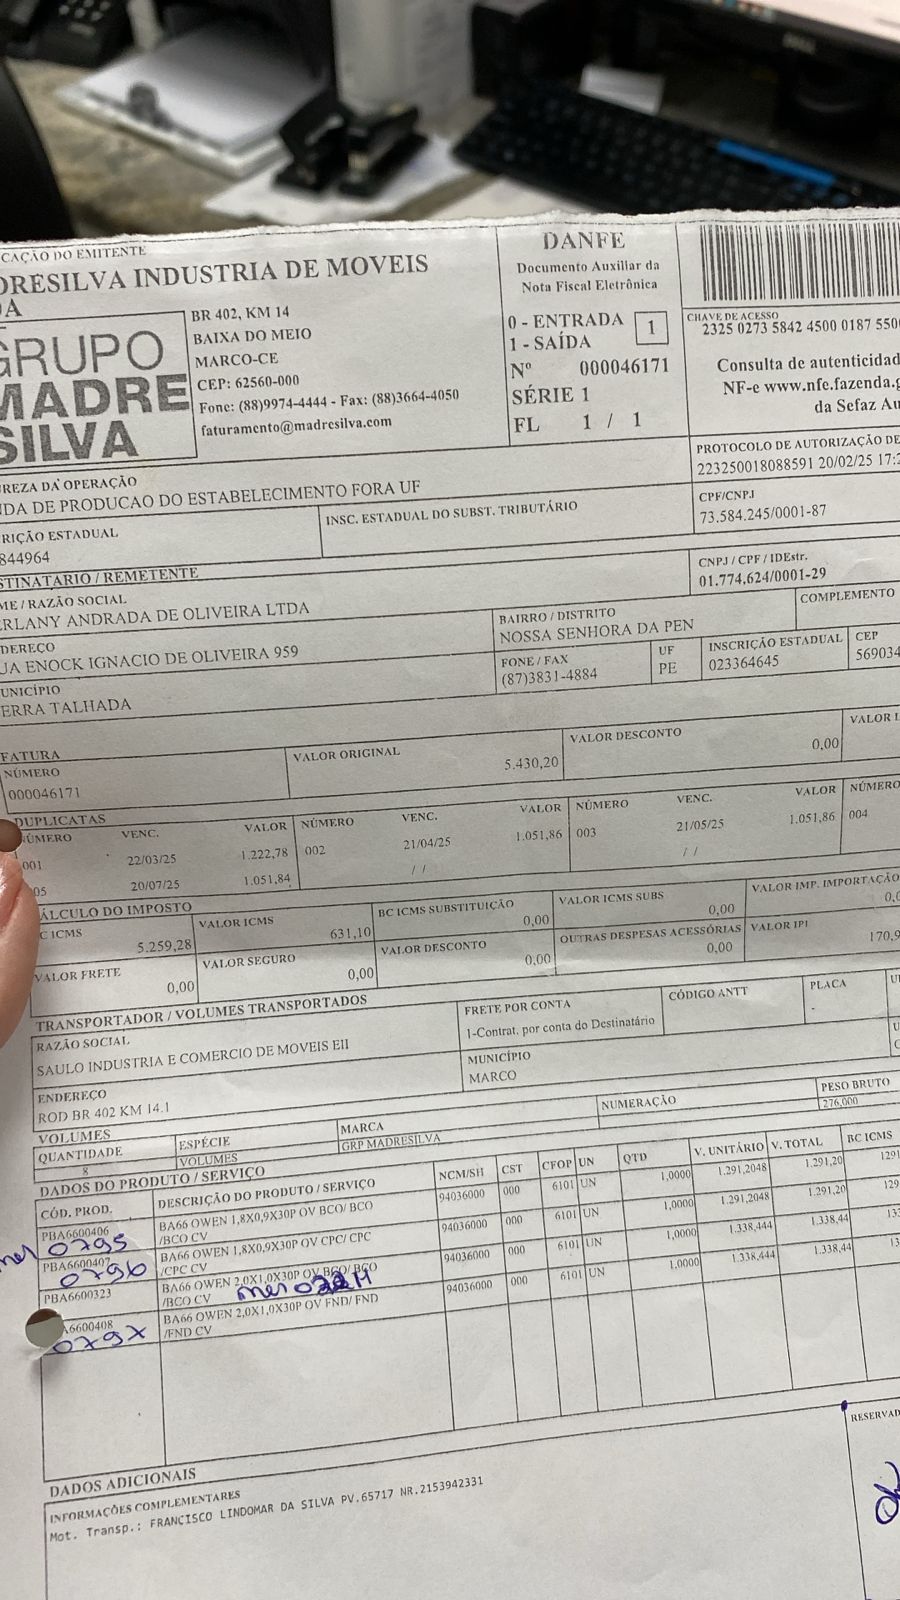 CAÇÃO DO EMITENTE
DRESILVA INDUSTRIA DE MOVEIS
DA
GRUPO
MADRE
SILVA
BR 402, KM 14
BAIXA DO MEIO
MARCO-CE
CEP: 62560-000
Fone: (88)9974-4444 - Fax: (88)3664-4050
faturamento@madresilva.com
DANFE
Documento Auxiliar da
Nota Fiscal Eletrônica
0 - ENTRADA
1 - SAÍDA
1
Nº 000046171
SÉRIE 1
FL 1 / 1
CHAVE DE ACESSO
2325 0273 5842 4500 0187 5500
Consulta de autenticidad
NF-e www.nfe.fazenda.g
da Sefaz Au
REZA DA OPERAÇÃO
NDA DE PRODUCAO DO ESTABELECIMENTO FORA UF
PROTOCOLO DE AUTORIZAÇÃO DE
223250018088591 20/02/25 17:2
RIÇÃO ESTADUAL
844964
INSC. ESTADUAL DO SUBST. TRIBUTÁRIO
CPF/CNPJ
73.584.245/0001-87
STINATARIO / REMETENTE
ME / RAZÃO SOCIAL
ERLANY ANDRADA DE OLIVEIRA LTDA
CNPJ / CPF / IDEstr.
01.774,624/0001-29
DEREÇO
UA ENOCK IGNACIO DE OLIVEIRA 959
BAIRRO / DISTRITO
NOSSA SENHORA DA PEN
COMPLEMENTO
UNICÍPIO
ERRA TALHADA
FONE / FAX
(87)3831-4884
UF
PE
INSCRIÇÃO ESTADUAL
023364645
CEP
569034
FATURA
NÚMERO
000046171
VALOR ORIGINAL
5.430,20
VALOR DESCONTO
0,00
VALOR L
DUPLICATAS
NÚMERO VENC. VALOR NÚMERO VENC. VALOR NÚMERO VENC. VALOR NÚMERO
001 22/03/25 1.222,78 002 21/04/25 1.051,86 003 21/05/25 1.051,86 004
05 20/07/25 1.051,84 / / / /
ÁLCULO DO IMPOSTO
C ICMS
5.259,28
VALOR ICMS
631,10
BC ICMS SUBSTITUIÇÃO
0,00
VALOR ICMS SUBS
0,00
VALOR IMP. IMPORTAÇÃO
0,0
VALOR FRETE
0,00
VALOR SEGURO
0,00
VALOR DESCONTO
0,00
OUTRAS DESPESAS ACESSÓRIAS
0,00
VALOR IPI
170,9
TRANSPORTADOR / VOLUMES TRANSPORTADOS
RAZÃO SOCIAL
SAULO INDUSTRIA E COMERCIO DE MOVEIS EII
FRETE POR CONTA
1-Contrat. por conta do Destinatário
CÓDIGO ANTT
PLACA
-
ENDEREÇO
ROD BR 402 KM 14.1
MUNICÍPIO
MARCO
VOLUMES
QUANTIDADE
8
ESPÉCIE
VOLUMES
MARCA
GRP MADRESILVA
NUMERAÇÃO
PESO BRUTO
276,000
DADOS DO PRODUTO / SERVIÇO
CÓD. PROD. DESCRIÇÃO DO PRODUTO / SERVIÇO NCM/SH CST CFOP UN QTD V. UNITÁRIO V. TOTAL BC ICMS
PBA6600406 BA66 OWEN 1,8X0,9X30P OV BCO/ BCO 94036000 000 6101 UN 1,0000 1.291,2048 1.291,20 1291
/BCO CV
0795
PBA6600407 BA66 OWEN 1,8X0,9X30P OV CPC/ CPC 94036000 000 6101 UN 1,0000 1.291,2048 1.291,20 129
/CPC CV
0796
PBA6600323 BA66 OWEN 2,0X1,0X30P OV BCO/ BCO 94036000 000 6101 UN 1,0000 1.338,444 1.338,44 133
/BCO CV
A6600408 BA66 OWEN 2,0X1,0X30P OV FND/ FND 94036000 000 6101 UN 1,0000 1.338,444 1.338,44 13
/FND CV
0797
DADOS ADICIONAIS
INFORMAÇÕES COMPLEMENTARES
Mot. Transp.: FRANCISCO LINDOMAR DA SILVA PV.65717 NR.2153942331
RESERVAD